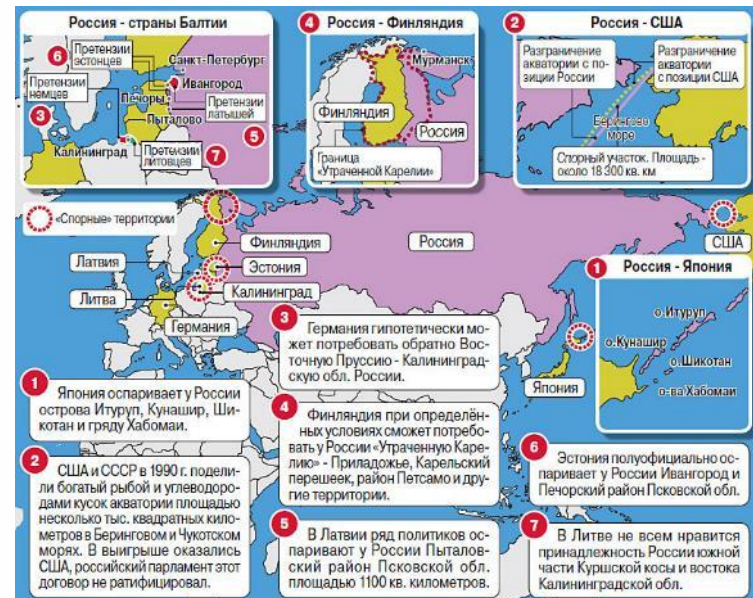 Россия - страны Балтии
6
Претензии
эстонцев
Санкт-Петербург
Ивангород
Претензии
немцев
Печоры
Претензии
латышей
3
Пыталово
5
Калининград
Претензии
литовцев
7
4
Россия - Финляндия
Мурманск
Финляндия
Россия
Граница
«Утраченной Карелии»
2
Россия - США
Разграничение
акватории с по-
зиции России
Разграничение
акватории
с позиции США
Берингово
море
Спорный участок. Площадь -
около 18 300 кв. км
«Спорные» территории
Финляндия
Россия
США
Латвия
Эстония
Литва
Калининград
Германия
Япония
1
Россия - Япония
о.Итуруп
о.Кунашир
о.Шикотан
о-ва Хабомаи
3
Германия гипотетически мо-
жет потребовать обратно Вос-
точную Пруссию - Калининград-
скую обл. России.
1
Япония оспаривает у России
острова Итуруп, Кунашир, Ши-
котан и гряду Хабомаи.
4
Финляндия при определён-
ных условиях сможет потребо-
вать у России «Утраченную Каре-
лию» - Приладожье, Карельский
перешеек, район Петсамо и дру-
гие территории.
2
США и СССР в 1990 г. подели-
ли богатый рыбой и углеводоро-
дами кусок акватории площадью
несколько тыс. квадратных кило-
метров в Беринговом и Чукотском
морях. В выигрыше оказались
США, российский парламент этот
договор не ратифицировал.
5
В Латвии ряд политиков ос-
паривают у России Пыталов-
ский район Псковской обл.
площадью 1100 кв. километров.
6
Эстония полуофициально ос-
паривает у России Ивангород и
Печорский район Псковской обл.
7
В Литве не всем нравится
принадлежность России южной
части Куршской косы и востока
Калининградской обл.